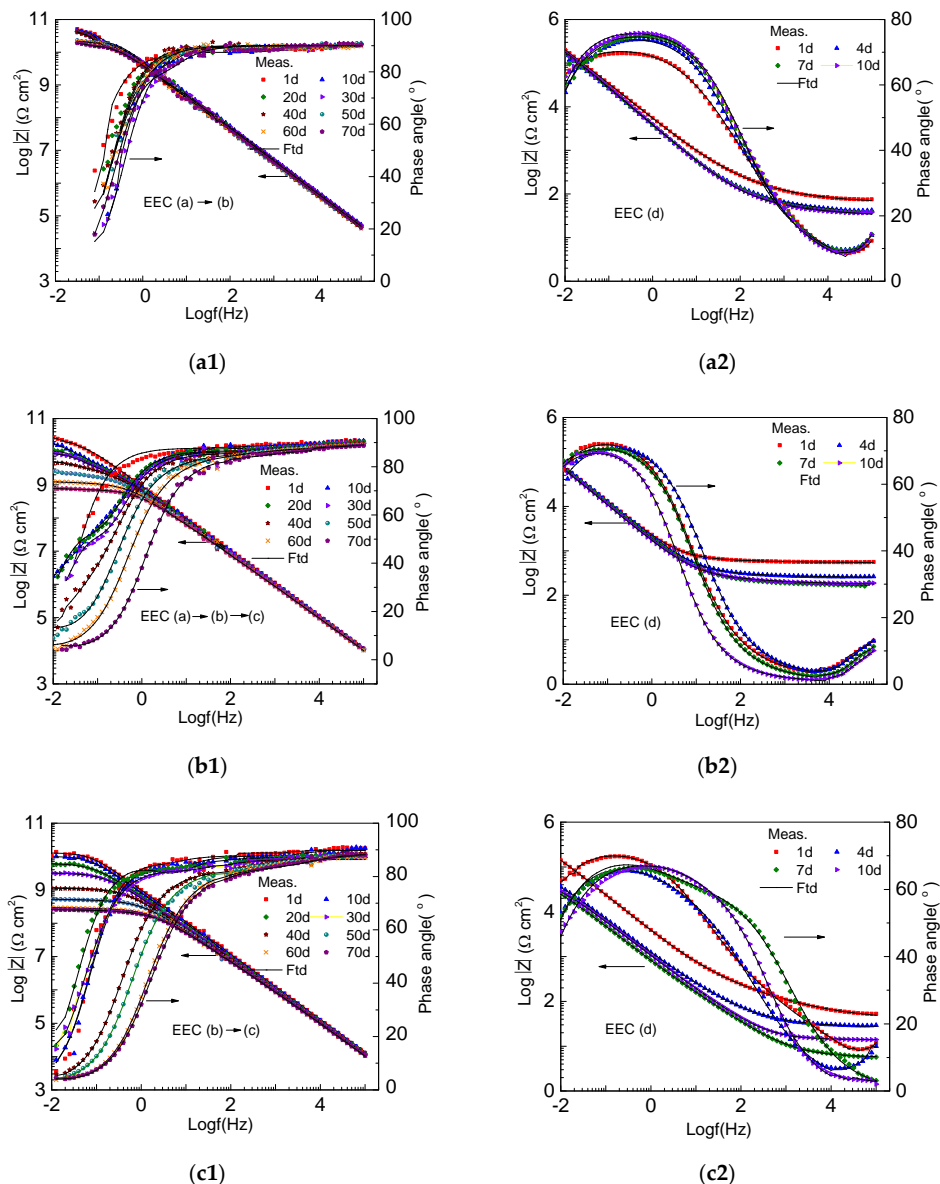 11
10
9
8
7
6
5
4
3
100
80
60
40
20
0
Log |Z| (Ω cm²)
Phase angle( °)
Meas.
1d 10d
20d 30d
40d 50d
60d 70d
Ftd
EEC (a) → (b)
-2 0 2 4
Logf(Hz)
(a1)
6
4
2
0
80
60
40
20
0
Log |Z| (Ω cm²)
Phase angle( °)
Meas.
1d 4d
7d 10d
Ftd
EEC (d)
-2 0 2 4
Logf(Hz)
(a2)
11
9
7
5
3
100
80
60
40
20
0
Log |Z| (Ω cm²)
Phase angle( °)
Meas.
1d 10d
20d 30d
40d 50d
60d 70d
Ftd
EEC (a) → (b) → (c)
-2 0 2 4
Logf(Hz)
(b1)
6
4
2
0
80
60
40
20
0
Log |Z| (Ω cm²)
Phase angle( °)
Meas.
1d 4d
7d 10d
Ftd
EEC (d)
-2 0 2 4
Logf(Hz)
(b2)
11
9
7
5
3
100
80
60
40
20
0
Log |Z| (Ω cm²)
Phase angle( °)
Meas.
1d 10d
20d 30d
40d 50d
60d 70d
Ftd
EEC (b) → (c)
-2 0 2 4
Logf(Hz)
(c1)
6
4
2
0
80
60
40
20
0
Log |Z| (Ω cm²)
Phase angle( °)
Meas.
1d 4d
7d 10d
Ftd
EEC (d)
-2 0 2 4
Logf(Hz)
(c2)